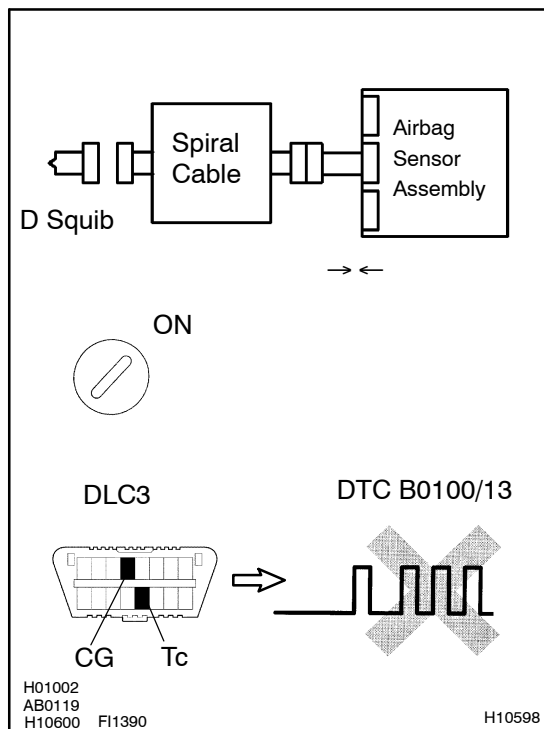 Spiral
Cable
Airbag
Sensor
Assembly
D Squib
ON
DLC3
DTC B0100/13
CG
Tc
H01002
AB0119
H10600 FI1390
H10598